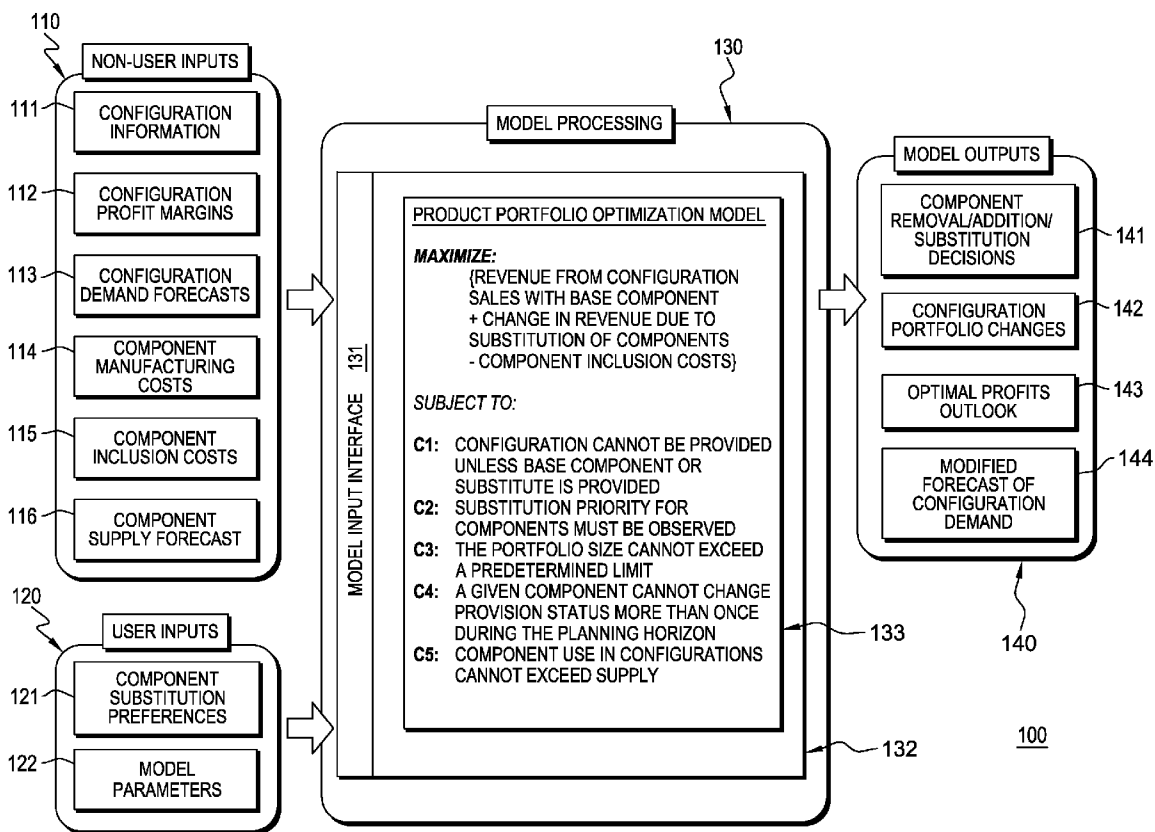 110
NON-USER INPUTS
111
CONFIGURATION
INFORMATION
112
CONFIGURATION
PROFIT MARGINS
113
CONFIGURATION
DEMAND FORECASTS
114
COMPONENT
MANUFACTURING
COSTS
115
COMPONENT
INCLUSION COSTS
116
COMPONENT
SUPPLY FORECAST
120
USER INPUTS
121
COMPONENT
SUBSTITUTION
PREFERENCES
122
MODEL
PARAMETERS
130
MODEL PROCESSING
MODEL INPUT INTERFACE 131
PRODUCT PORTFOLIO OPTIMIZATION MODEL
MAXIMIZE:
{REVENUE FROM CONFIGURATION
SALES WITH BASE COMPONENT
+ CHANGE IN REVENUE DUE TO
SUBSTITUTION OF COMPONENTS
- COMPONENT INCLUSION COSTS}
SUBJECT TO:
C1: CONFIGURATION CANNOT BE PROVIDED
UNLESS BASE COMPONENT OR
SUBSTITUTE IS PROVIDED
C2: SUBSTITUTION PRIORITY FOR
COMPONENTS MUST BE OBSERVED
C3: THE PORTFOLIO SIZE CANNOT EXCEED
A PREDETERMINED LIMIT
C4: A GIVEN COMPONENT CANNOT CHANGE
PROVISION STATUS MORE THAN ONCE
DURING THE PLANNING HORIZON
C5: COMPONENT USE IN CONFIGURATIONS
CANNOT EXCEED SUPPLY
133
132
MODEL OUTPUTS
COMPONENT
REMOVAL/ADDITION/
SUBSTITUTION
DECISIONS
141
CONFIGURATION
PORTFOLIO CHANGES
142
OPTIMAL PROFITS
OUTLOOK
143
MODIFIED
FORECAST OF
CONFIGURATION
DEMAND
144
140
100